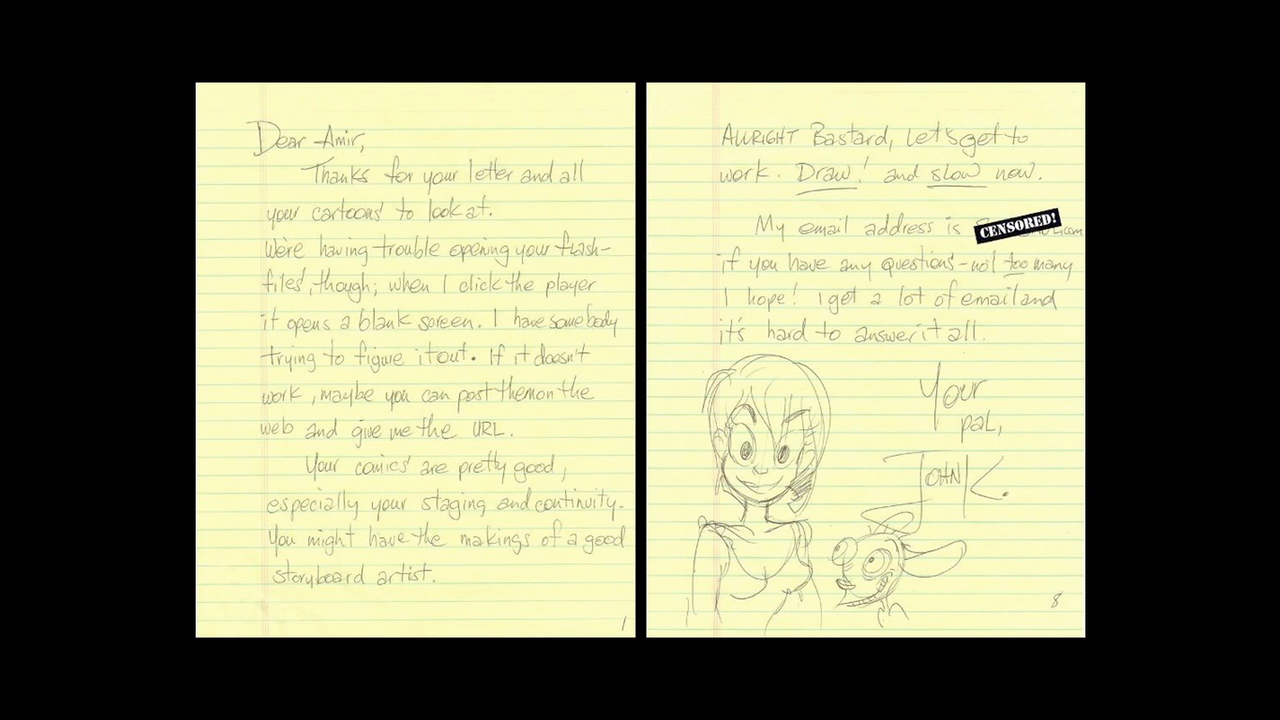 Dear Amir,
Thanks for your letter and all
your cartoons to look at.
We're having trouble opening your flash-
files, though; when I click the player
it opens a blank screen. I have somebody
trying to figure it out. If it doesn't
work, maybe you can post them on the
web and give me the URL.
Your comics are pretty good,
especially your staging and continuity.
You might have the makings of a good
storyboard artist.
1
ALLRIGHT Bastard, let's get to
work. Draw! and slow now.
My email address is CENSORED!
if you have any questions - not too many
I hope! I get a lot of email and
it's hard to answer it all.
Your
pal,
JOHN K.
8